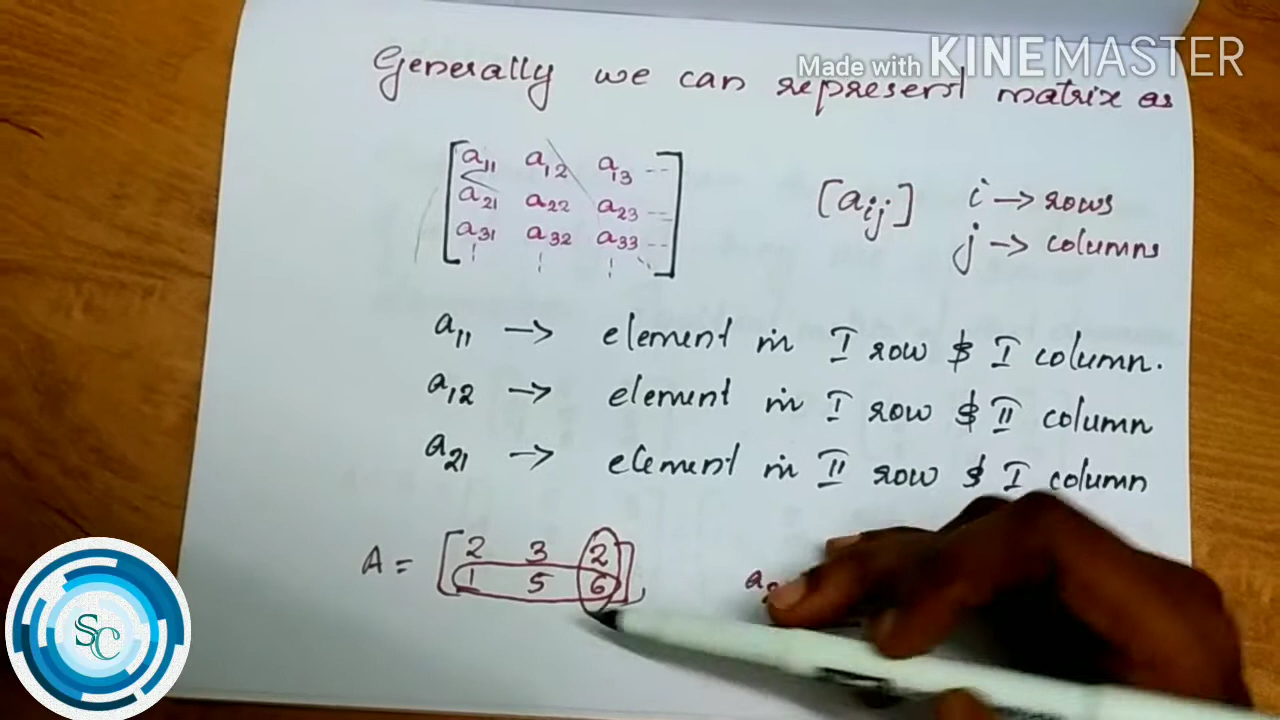 Made with KINEMASTER
Generally we can represent matrix as
a11 a12 a13 --
a21 a22 a23 --
a31 a32 a33 --
[aij] i → rows
j → columns
a11 → element in I row & I column.
a12 → element in I row & II column
a21 → element in II row & I column
A = [2 3 2
1 5 6]
SC